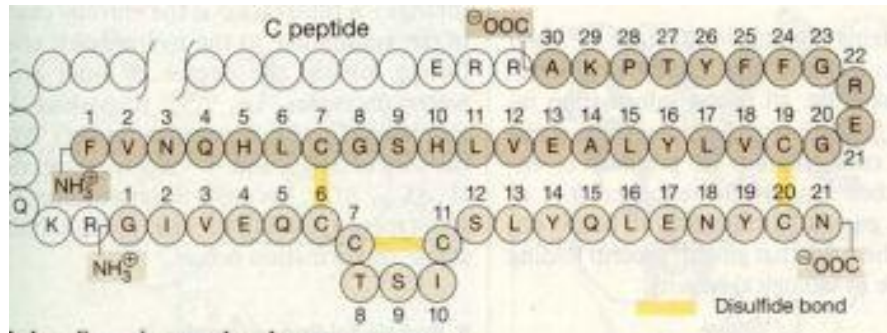 C peptide
⊖OOC
30 29 28 27 26 25 24 23
E R R A K P T Y F F G
22
R
1 2 3 4 5 6 7 8 9 10 11 12 13 14 15 16 17 18 19 20
F V N Q H L C G S H L V E A L Y L V C G
E
21
NH₃⊕
Q
K R
1 2 3 4 5 6
G I V E Q C
7
C
11
C
12 13 14 15 16 17 18 19 20 21
S L Y Q L E N Y C N
NH₃⊕
⊖OOC
T S I
8 9 10
Disulfide bond